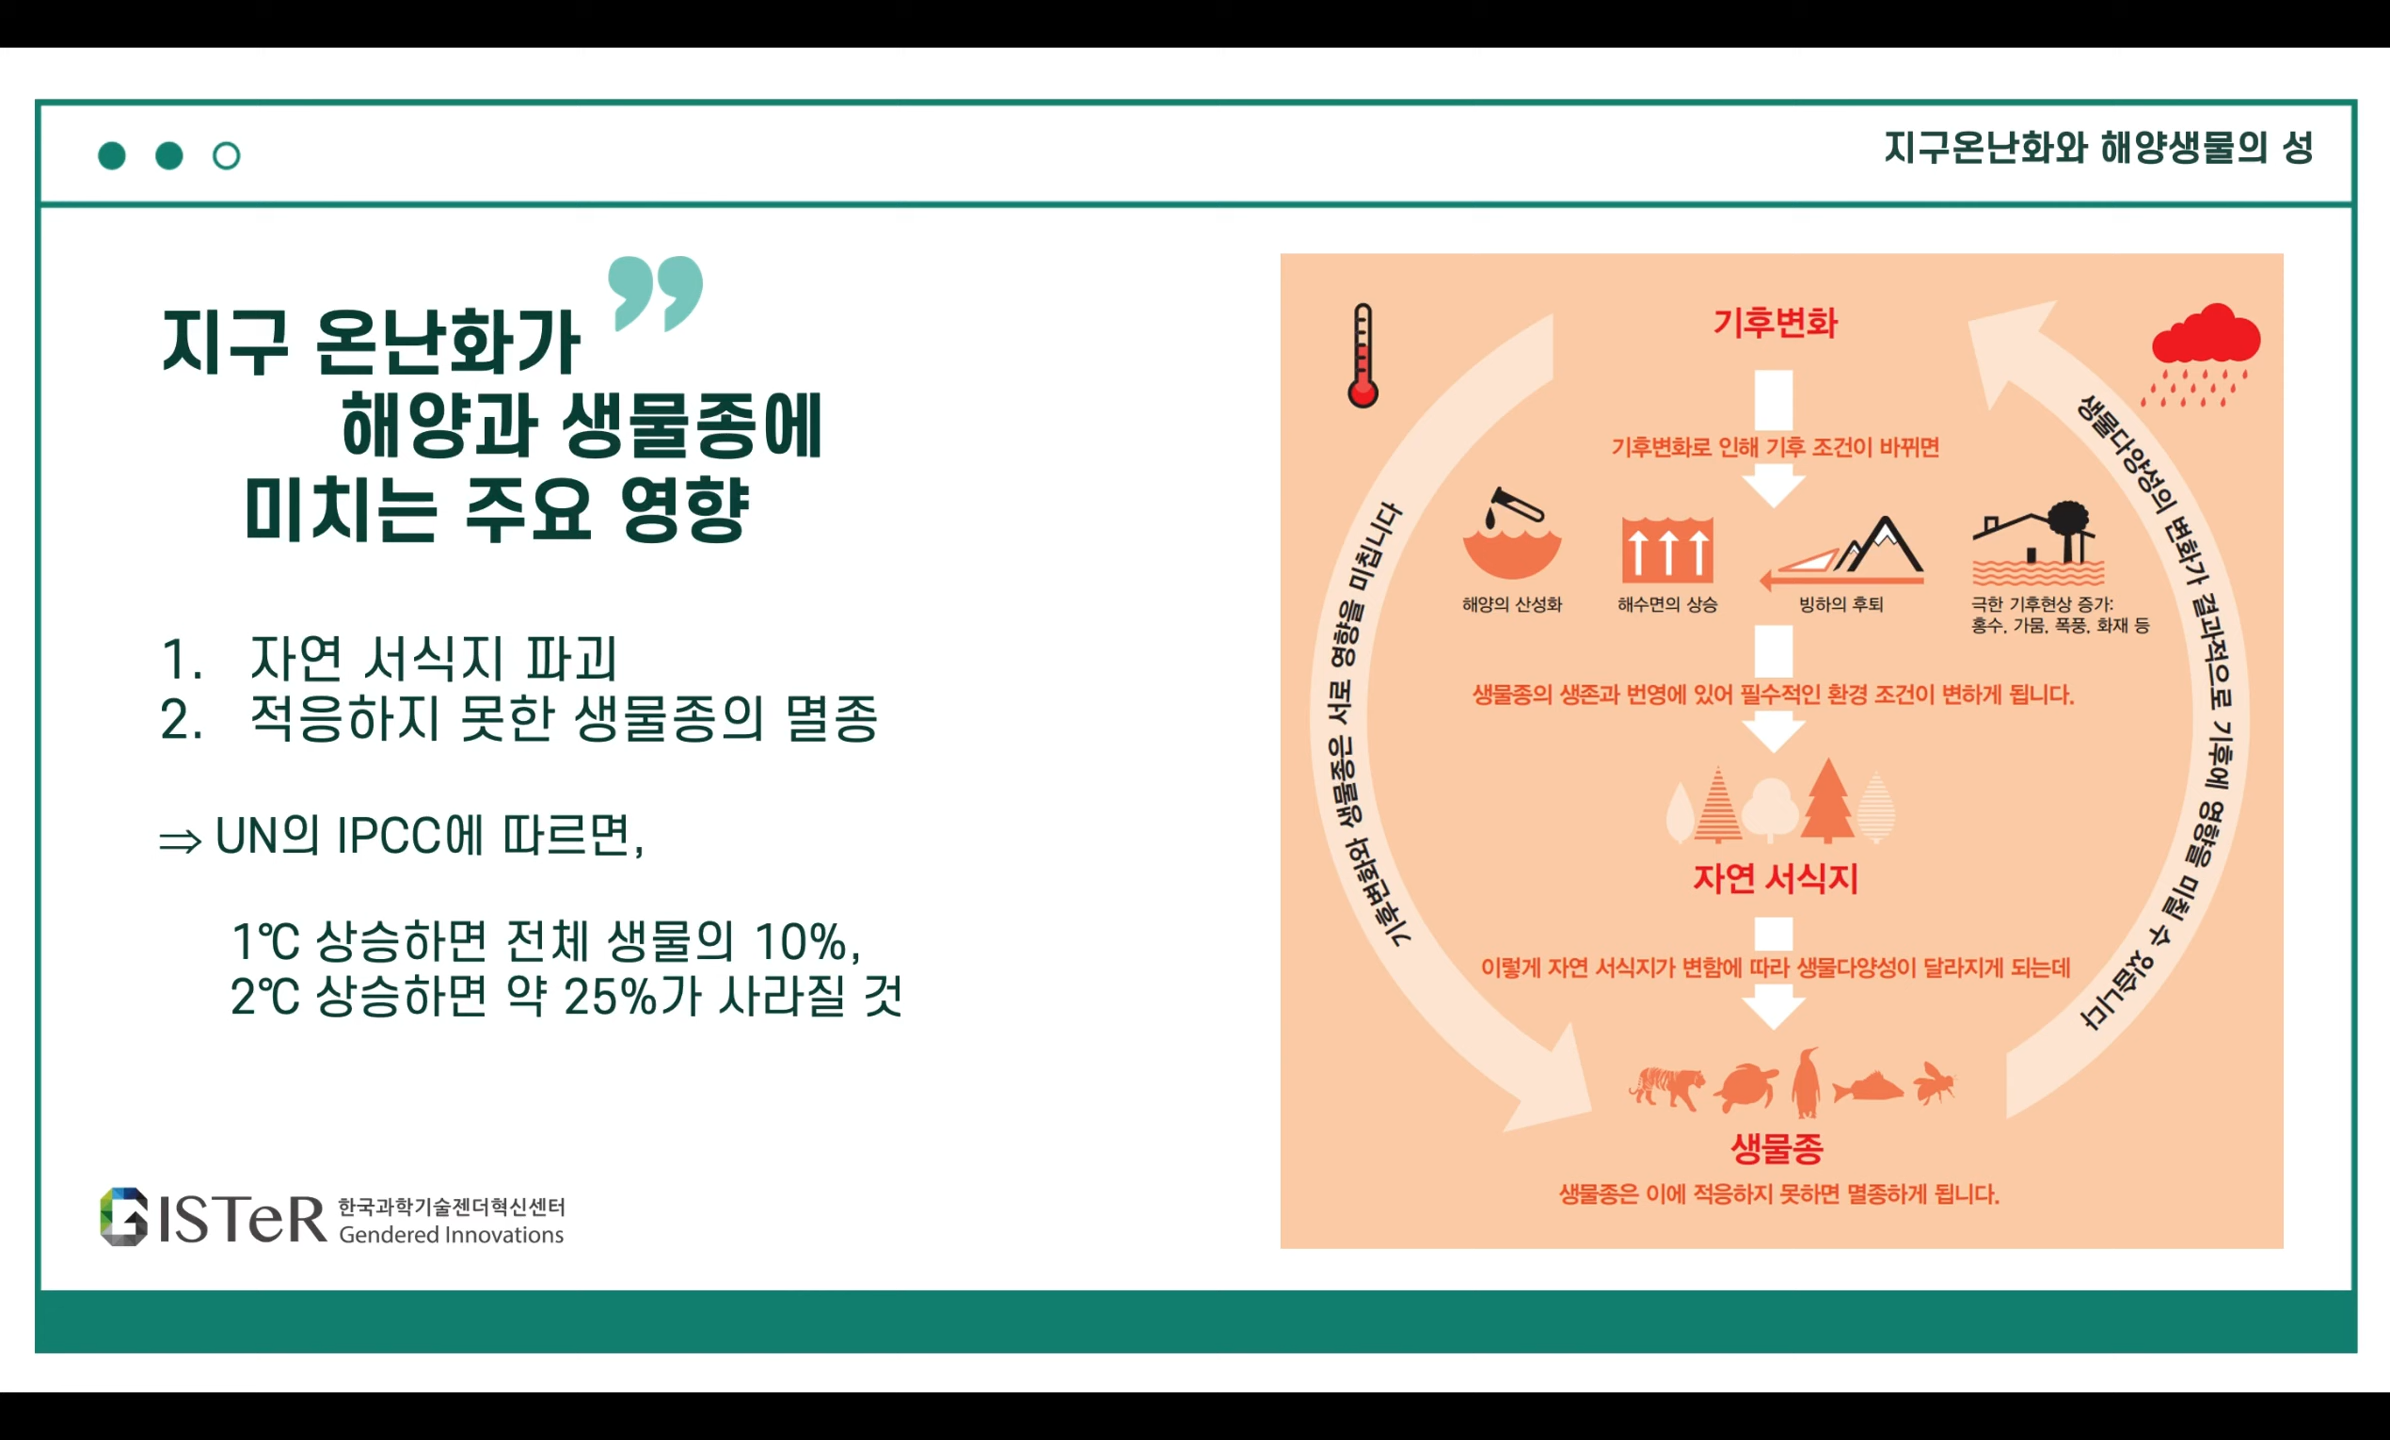 지구온난화와 해양생물의 성
지구 온난화가
해양과 생물종에
미치는 주요 영향
1. 자연 서식지 파괴
2. 적응하지 못한 생물종의 멸종
⇒ UN의 IPCC에 따르면,
1℃ 상승하면 전체 생물의 10%,
2℃ 상승하면 약 25%가 사라질 것
GISTeR 한국과학기술젠더혁신센터
Gendered Innovations
기후변화
기후변화로 인해 기후 조건이 바뀌면
해양의 산성화
해수면의 상승
빙하의 후퇴
극한 기후현상 증가:
홍수, 가뭄, 폭풍, 화재 등
생물종의 생존과 번영에 있어 필수적인 환경 조건이 변하게 됩니다.
자연 서식지
이렇게 자연 서식지가 변함에 따라 생물다양성이 달라지게 되는데
생물종
생물종은 이에 적응하지 못하면 멸종하게 됩니다.
기후변화와 생물종은 서로 영향을 미칩니다
생물다양성의 변화가 결과적으로 기후에 영향을 미칠 수 있습니다